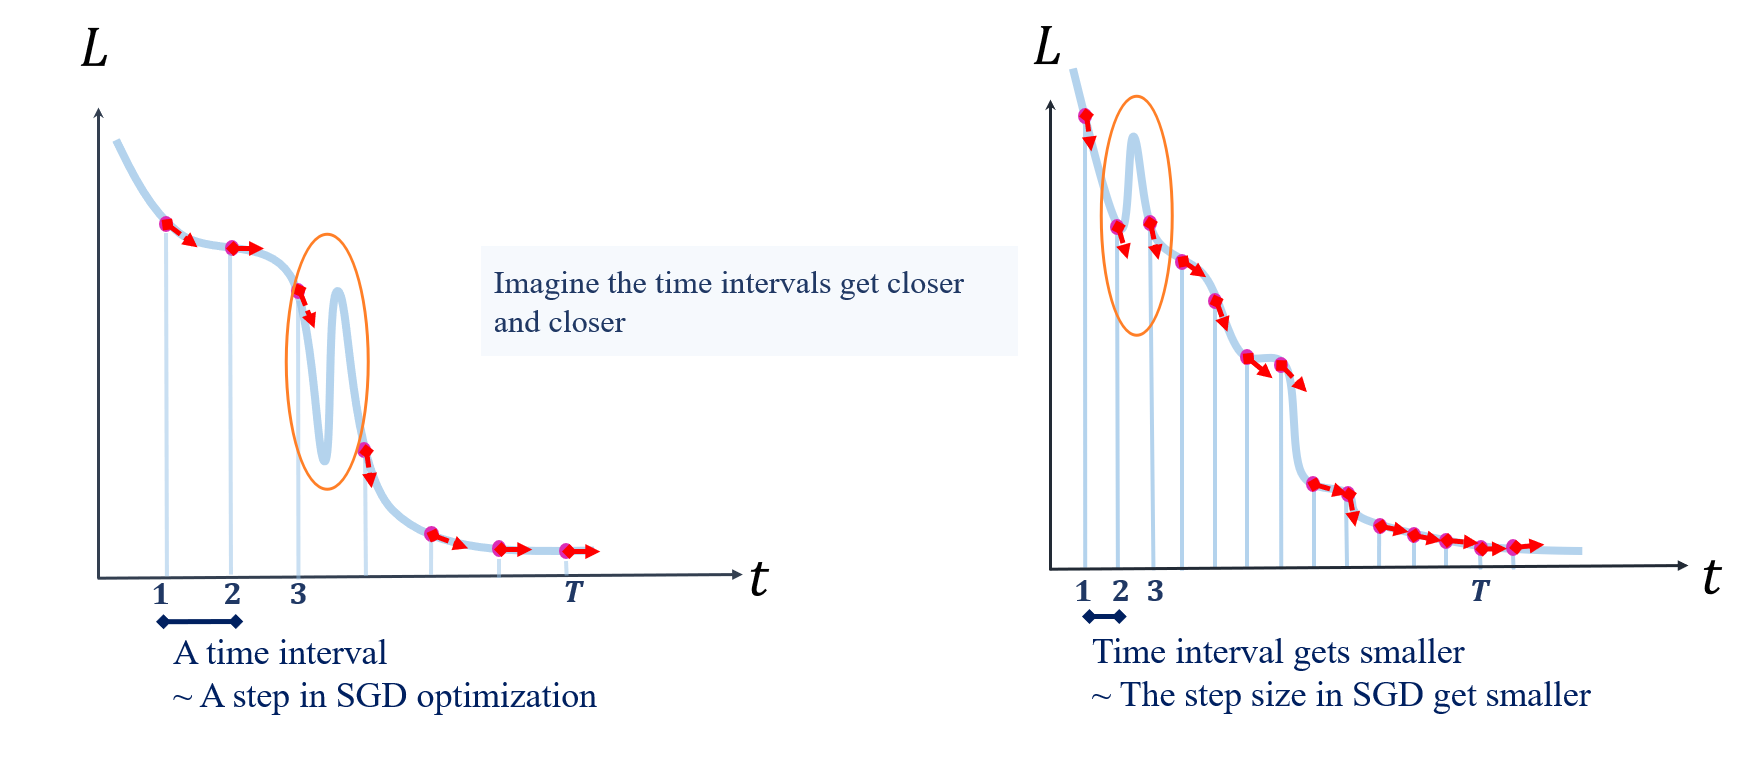 L
L
Imagine the time intervals get closer
and closer
t
t
1 2 3 T
1 2 3 T
A time interval
~ A step in SGD optimization
Time interval gets smaller
~ The step size in SGD get smaller